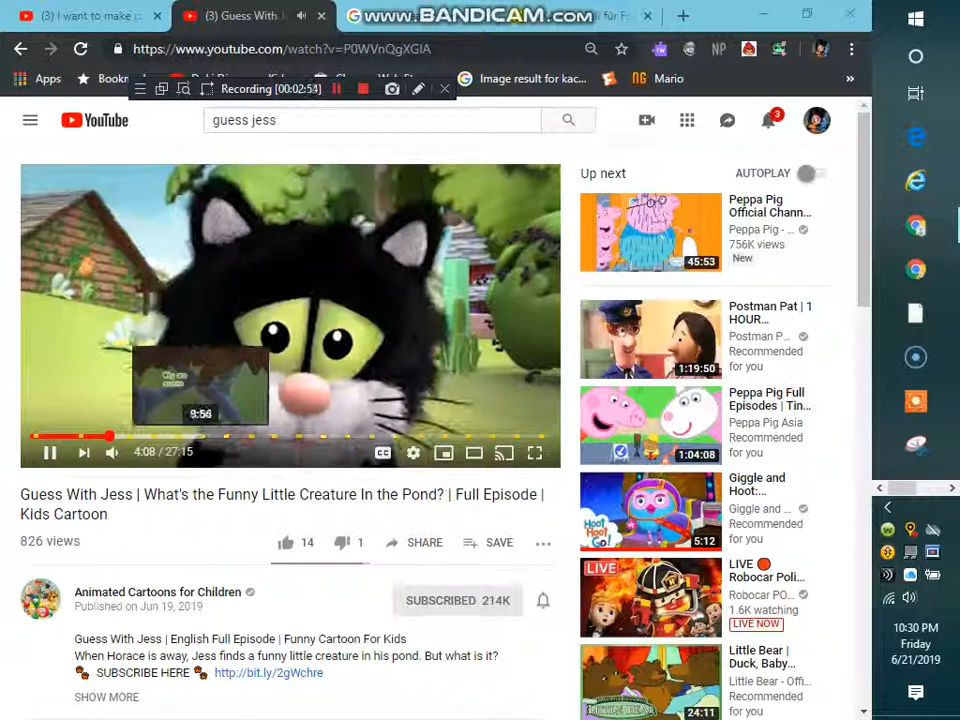 (3) I want to make c
(3) Guess With J
www.BANDICAM.com
li für F
https://www.youtube.com/watch?v=P0WVnQgXGIA
NP
Apps
Bookm
Image result for kac...
NG Mario
Recording [00:02:54]
YouTube
guess jess
3
9:56
4:08 / 27:15
CC
Guess With Jess | What's the Funny Little Creature In the Pond? | Full Episode |
Kids Cartoon
826 views
14
1
SHARE
SAVE
Animated Cartoons for Children
Published on Jun 19, 2019
SUBSCRIBED 214K
Guess With Jess | English Full Episode | Funny Cartoon For Kids
When Horace is away, Jess finds a funny little creature in his pond. But what is it?
SUBSCRIBE HERE http://bit.ly/2gWchre
SHOW MORE
Up next
AUTOPLAY
Peppa Pig
Official Chann...
Peppa Pig - ...
756K views
New
45:53
Postman Pat | 1
HOUR...
Postman P...
Recommended
for you
1:19:50
Peppa Pig Full
Episodes | Tin...
Peppa Pig Asia
Recommended
for you
1:04:08
Giggle and
Hoot:...
Giggle and ...
Recommended
for you
Hoot Hoot Go!
5:12
LIVE
Robocar Poli...
Robocar PO...
1.6K watching
LIVE NOW
LIVE
Little Bear |
Duck, Baby...
Little Bear - Offi...
Recommended
for you
24:11
10:30 PM
Friday
6/21/2019